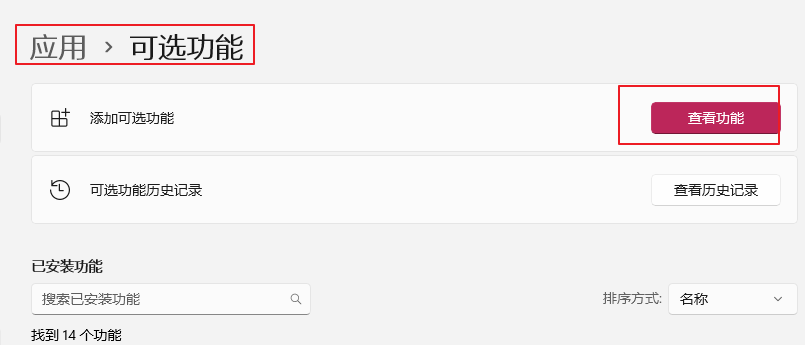 应用 > 可选功能
添加可选功能 查看功能
可选功能历史记录 查看历史记录
已安装功能
搜索已安装功能 排序方式: 名称
找到 14 个功能